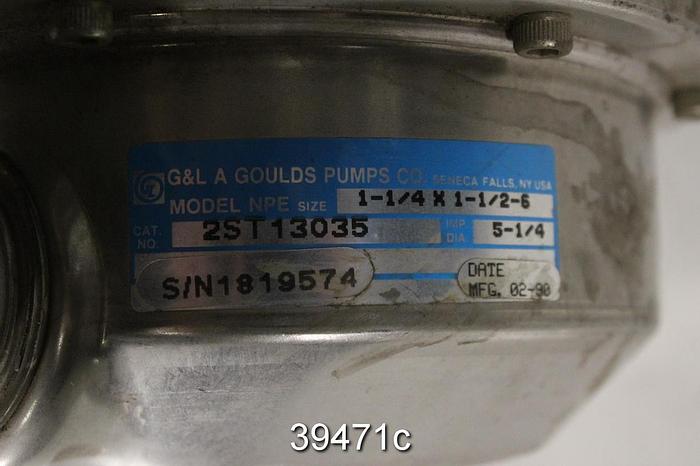 G&L A GOULDS PUMPS CO. SENECA FALLS, NY USA
MODEL NPE SIZE 1-1/4 X 1-1/2-6
CAT. NO. 2ST13035 IMP. DIA. 5-1/4
S/N1819574 DATE MFG. 02-90
39471c